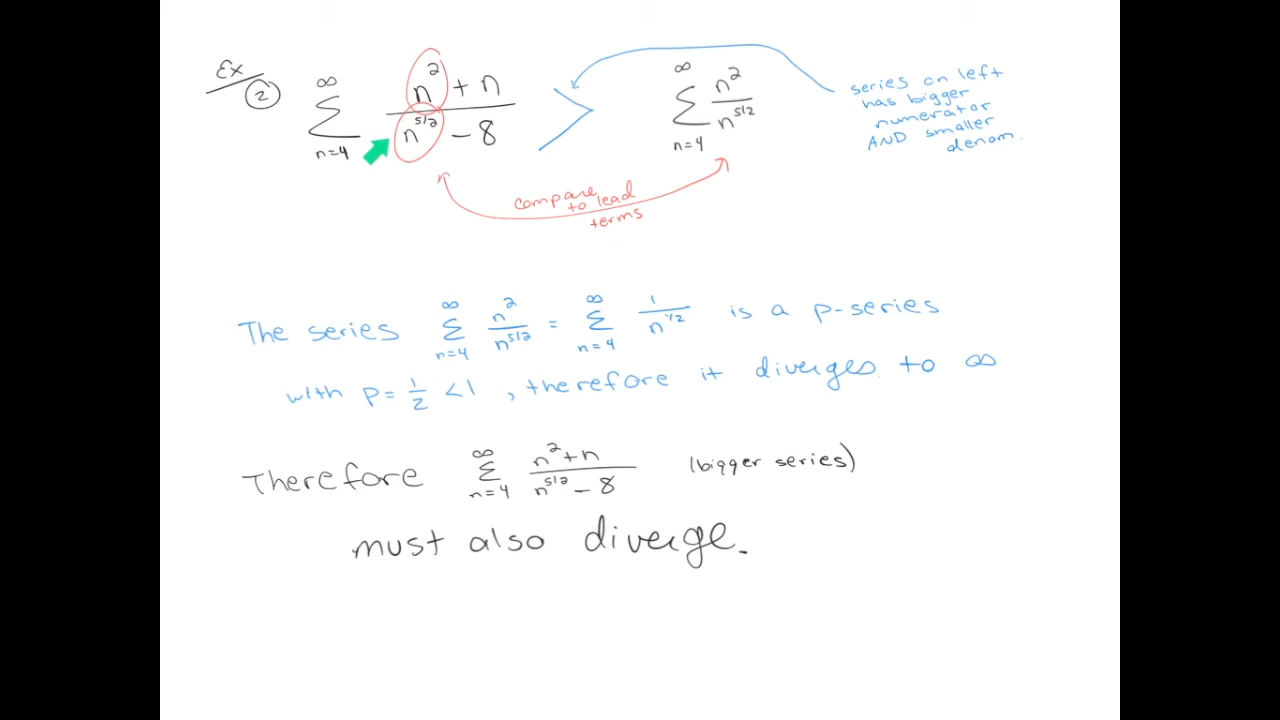 Ex 2 ∞ Σ n=4 n² + n / n^5/2 − 8 > ∞ Σ n=4 n² / n^5/2
series on left
has bigger
numerator
AND smaller
denom.
compare
to lead
terms
The series ∞ Σ n=4 n² / n^5/2 = ∞ Σ n=4 1 / n^1/2 is a p-series
with p = 1/2 < 1, therefore it diverges to ∞
Therefore ∞ Σ n=4 n² + n / n^5/2 − 8 (bigger series)
must also diverge.